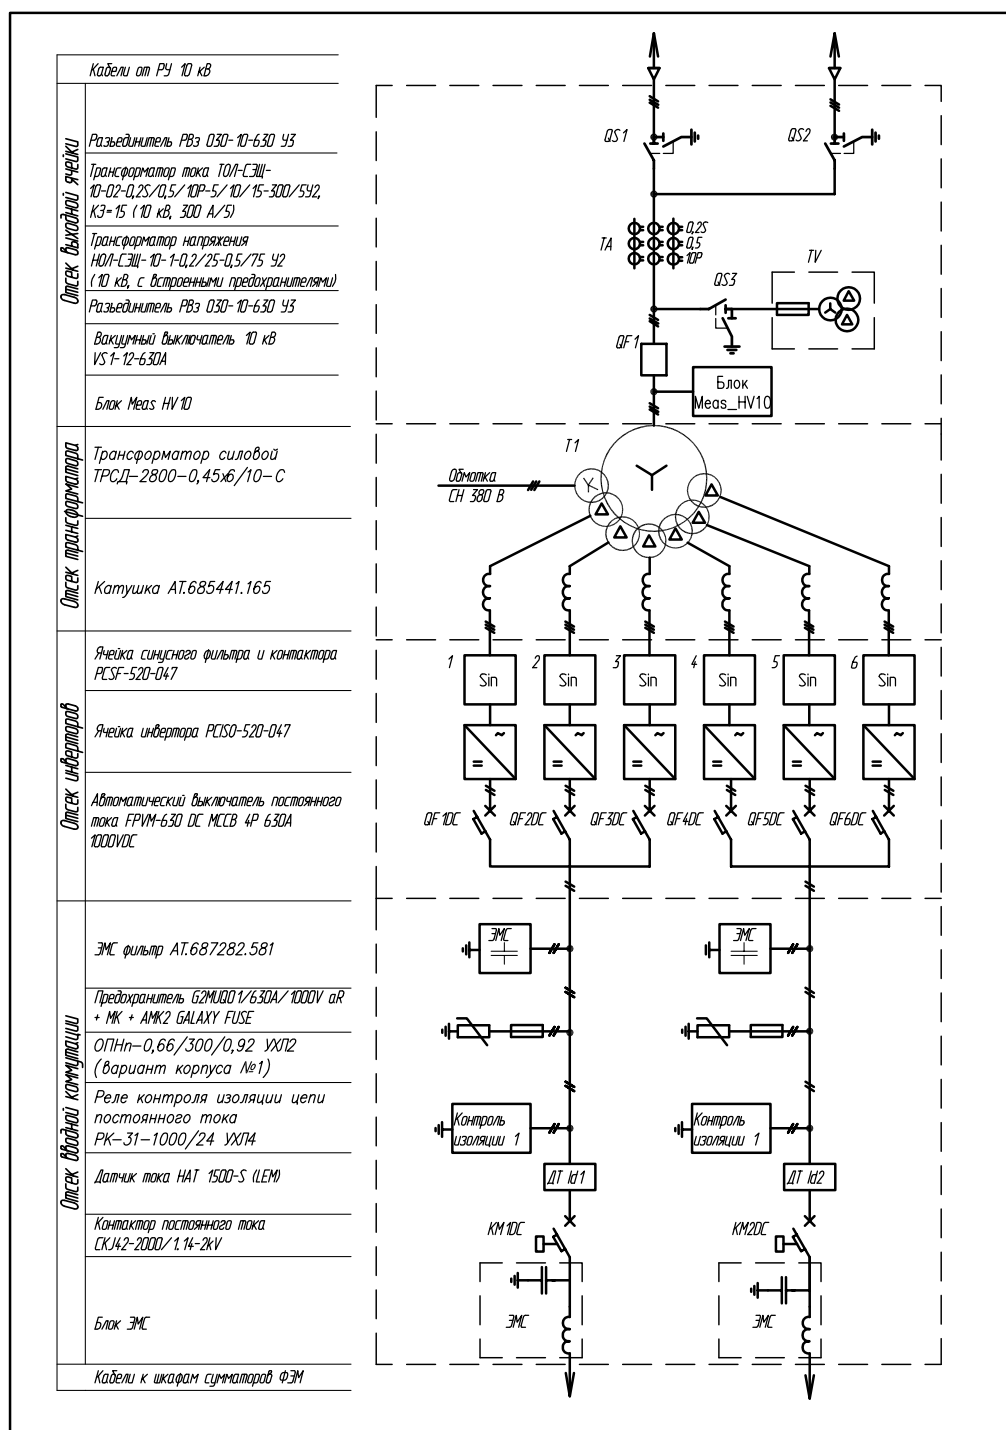 Кабели от РУ 10 кВ
Отсек выходной ячейки
Разъединитель РВз 030-10-630 У3
Трансформатор тока ТОЛ-СЭЩ-
10-02-0,2S/0,5/10Р-5/10/15-300/5У2,
КЭ=15 (10 кВ, 300 А/5)
Трансформатор напряжения
НОЛ-СЭЩ-10-1-0,2/25-0,5/75 У2
(10 кВ, с встроенными предохранителями)
Разъединитель РВз 030-10-630 У3
Вакуумный выключатель 10 кВ
VS1-12-630A
Блок Meas HV10
Отсек трансформатора
Трансформатор силовой
ТРСД-2800-0,45х6/10-С
Катушка АТ.685441.165
Отсек инверторов
Ячейка синусного фильтра и контактора
PCSF-520-047
Ячейка инвертора PCISO-520-047
Автоматический выключатель постоянного
тока FPVM-630 DC MCCB 4P 630A
1000VDC
Отсек вводной коммутации
ЭМС фильтр АТ.687282.581
Предохранитель G2MUQ01/630A/1000V aR
+ MK + AMK2 GALAXY FUSE
ОПНп-0,66/300/0,92 УХЛ2
(вариант корпуса №1)
Реле контроля изоляции цепи
постоянного тока
РК-31-1000/24 УХЛ4
Датчик тока HAT 1500-S (LEM)
Контактор постоянного тока
CKJ42-2000/1.14-2kV
Блок ЭМС
Кабели к шкафам сумматоров ФЭМ
QS1
QS2
TA
0,2S
0,5
10P
QS3
TV
QF1
Блок
Meas_HV10
T1
Обмотка
СН 380 В
1
2
3
4
5
6
Sin
Sin
Sin
Sin
Sin
Sin
~
~
~
~
~
~
=
=
=
=
=
=
QF1DC
QF2DC
QF3DC
QF4DC
QF5DC
QF6DC
ЭМС
ЭМС
Контроль
изоляции 1
Контроль
изоляции 1
ДТ Id1
ДТ Id2
KM1DC
KM2DC
ЭМС
ЭМС